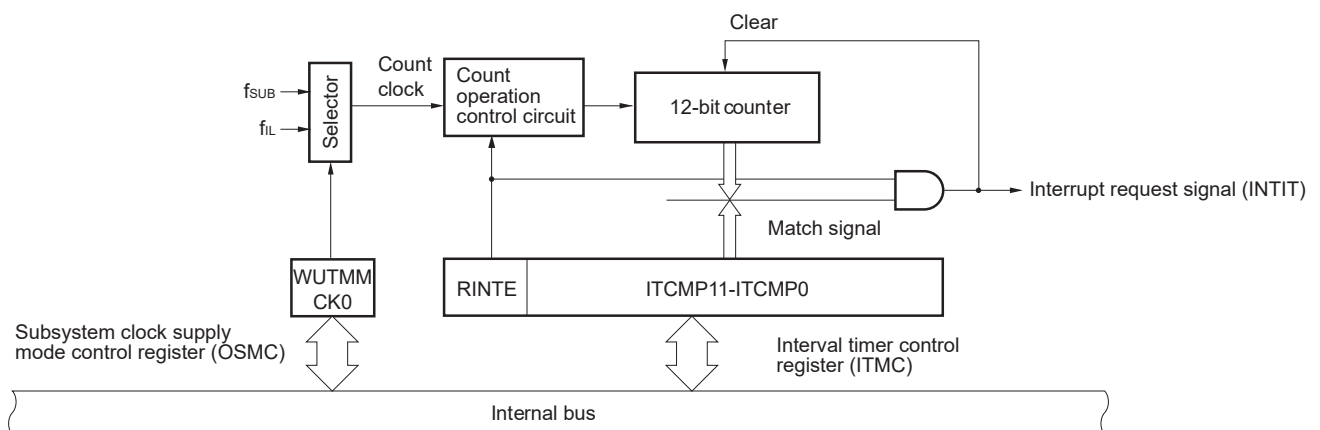 Clear
Count
clock
Count
operation
control circuit
12-bit counter
fSUB
fIL
Selector
Interrupt request signal (INTIT)
Match signal
WUTMM
CK0
RINTE
ITCMP11-ITCMP0
Subsystem clock supply
mode control register (OSMC)
Interval timer control
register (ITMC)
Internal bus